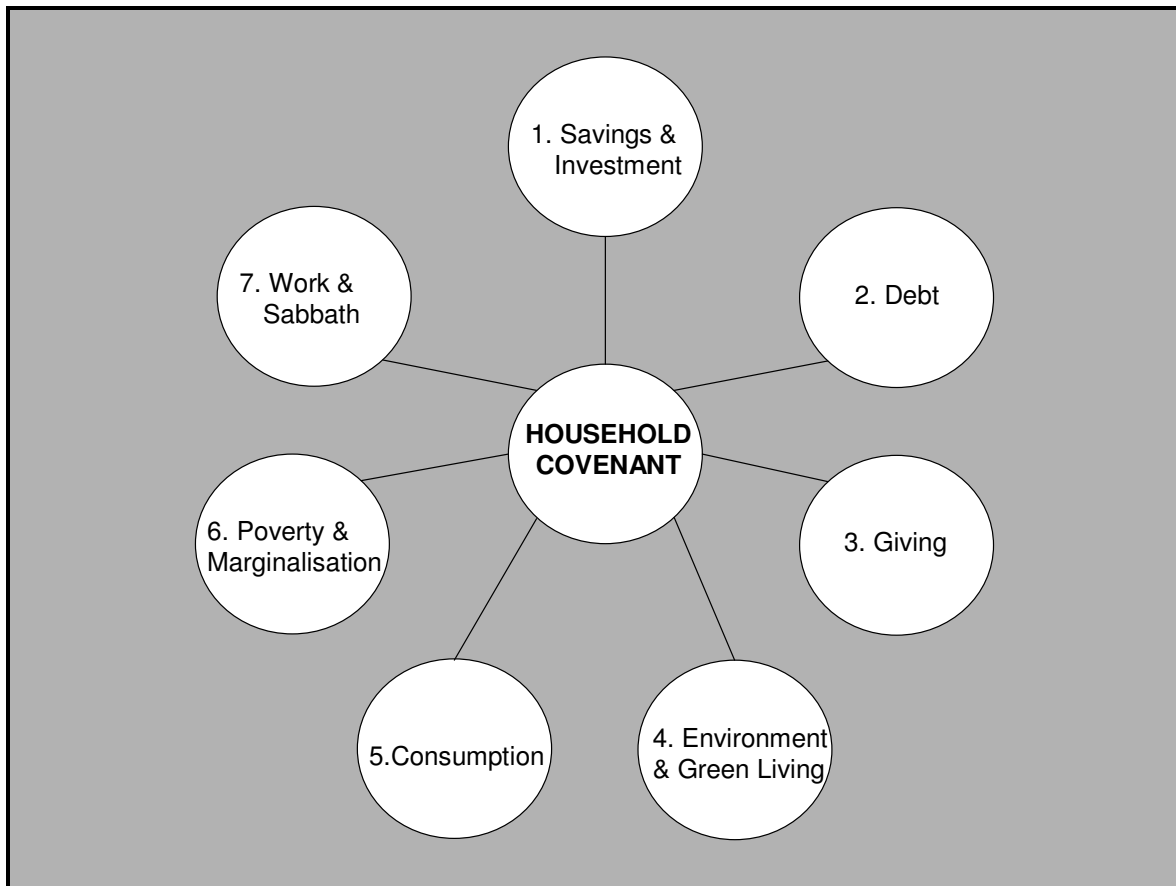 1. Savings &
Investment
2. Debt
3. Giving
4. Environment
& Green Living
5.Consumption
6. Poverty &
Marginalisation
7. Work &
Sabbath
HOUSEHOLD
COVENANT